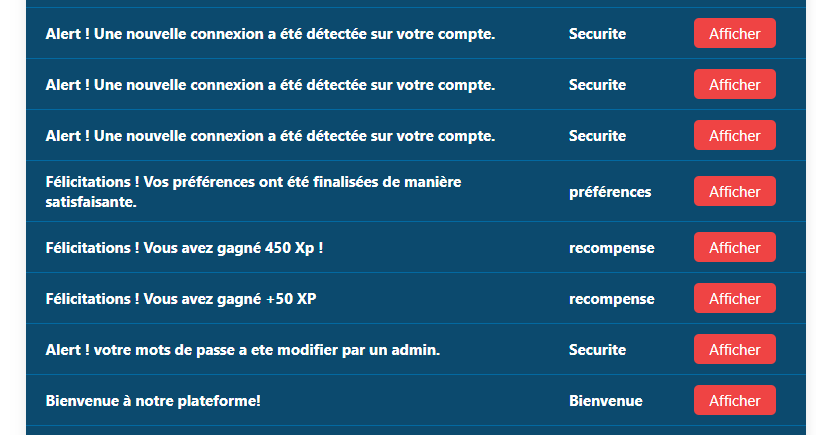 Alert ! Une nouvelle connexion a été détectée sur votre compte. Securite Afficher
Alert ! Une nouvelle connexion a été détectée sur votre compte. Securite Afficher
Alert ! Une nouvelle connexion a été détectée sur votre compte. Securite Afficher
Félicitations ! Vos préférences ont été finalisées de manière
satisfaisante. préférences Afficher
Félicitations ! Vous avez gagné 450 Xp ! recompense Afficher
Félicitations ! Vous avez gagné +50 XP recompense Afficher
Alert ! votre mots de passe a ete modifier par un admin. Securite Afficher
Bienvenue à notre plateforme! Bienvenue Afficher